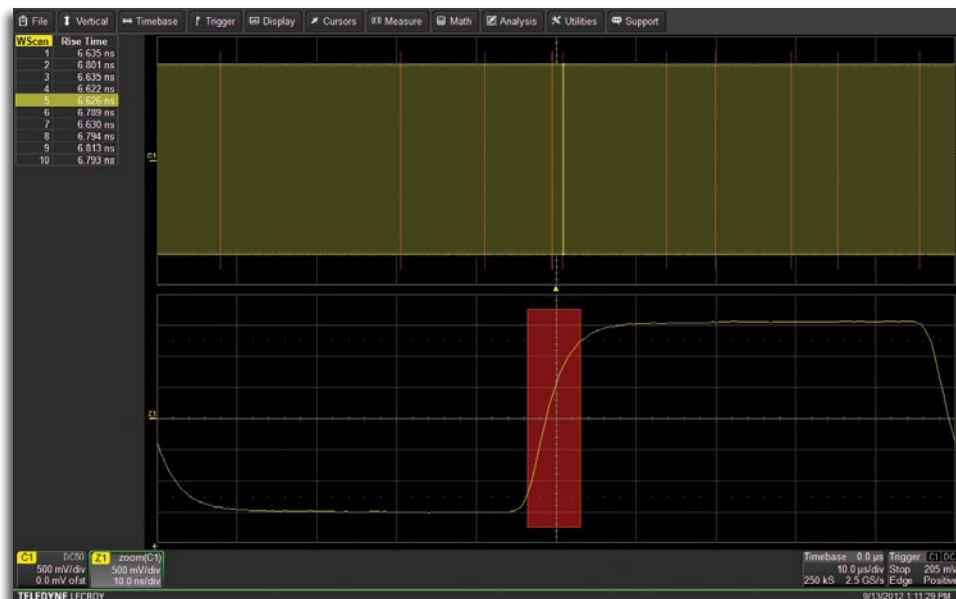 File Vertical Timebase Trigger Display Cursors Measure Math Analysis Utilities Support
WScan Rise Time
1 6.635 ns
2 6.801 ns
3 6.635 ns
4 6.622 ns
5 6.626 ns
6 6.789 ns
7 6.630 ns
8 6.794 ns
9 6.813 ns
10 6.793 ns
C1
Z1
C1 DC50
500 mV/div
0.0 mV ofst
Z1 zoom(C1)
500 mV/div
10.0 ns/div
Timebase 0.0 µs
10.0 µs/div
250 kS 2.5 GS/s
Trigger C1 DC
Stop 205 mV
Edge Positive
TELEDYNE LECROY
9/13/2012 1:11:29 PM